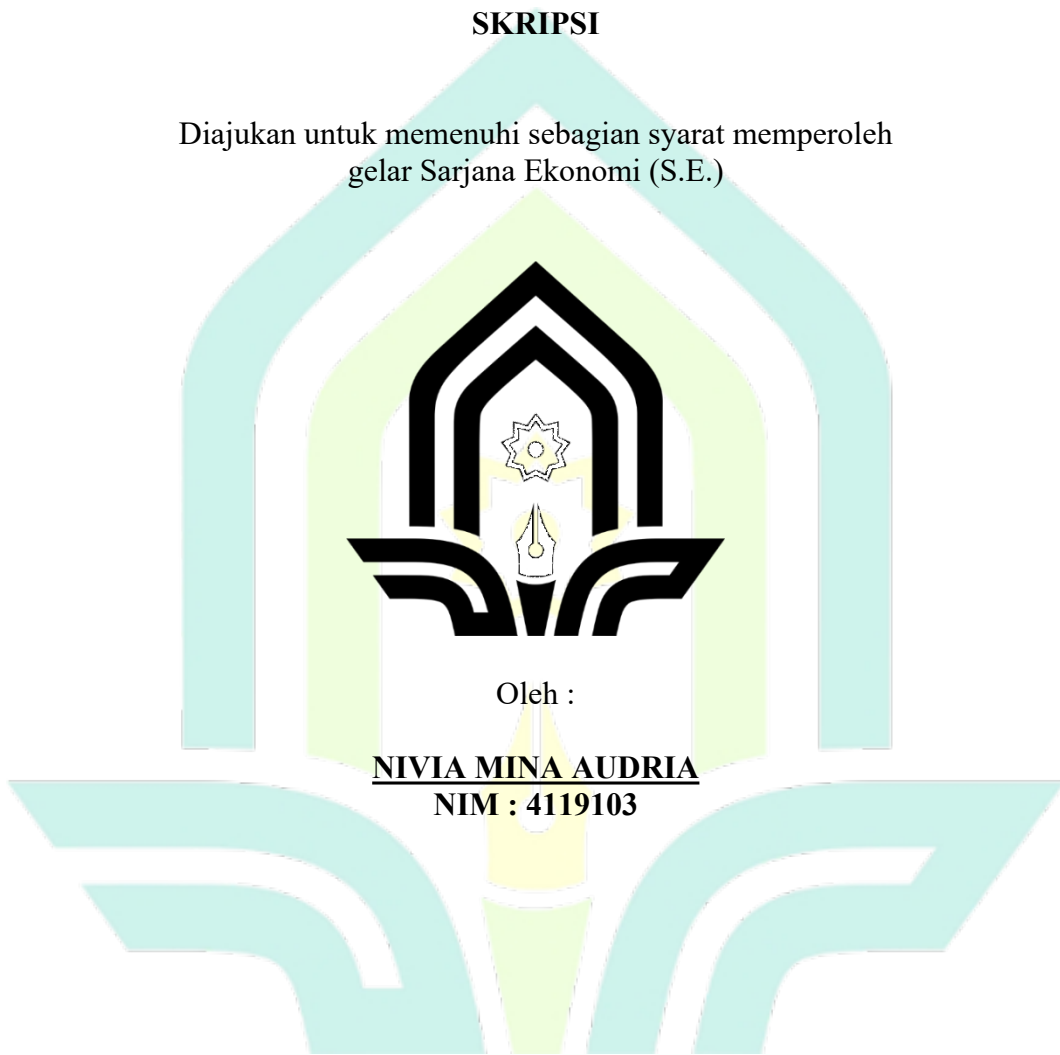 SKRIPSI
Diajukan untuk memenuhi sebagian syarat memperoleh
gelar Sarjana Ekonomi (S.E.)
Oleh :
NIVIA MINA AUDRIA
NIM : 4119103